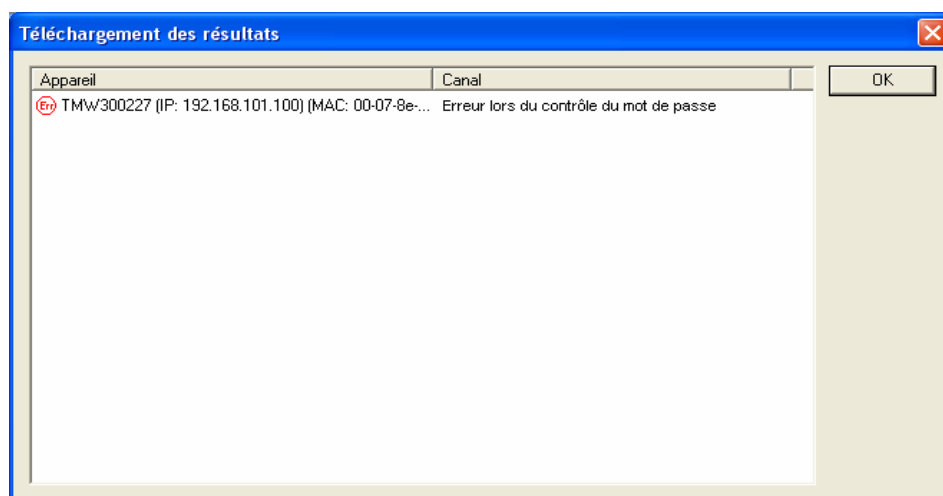 Téléchargement des résultats
Appareil Canal OK
Err TMW300227 (IP: 192.168.101.100) (MAC: 00-07-8e-... Erreur lors du contrôle du mot de passe